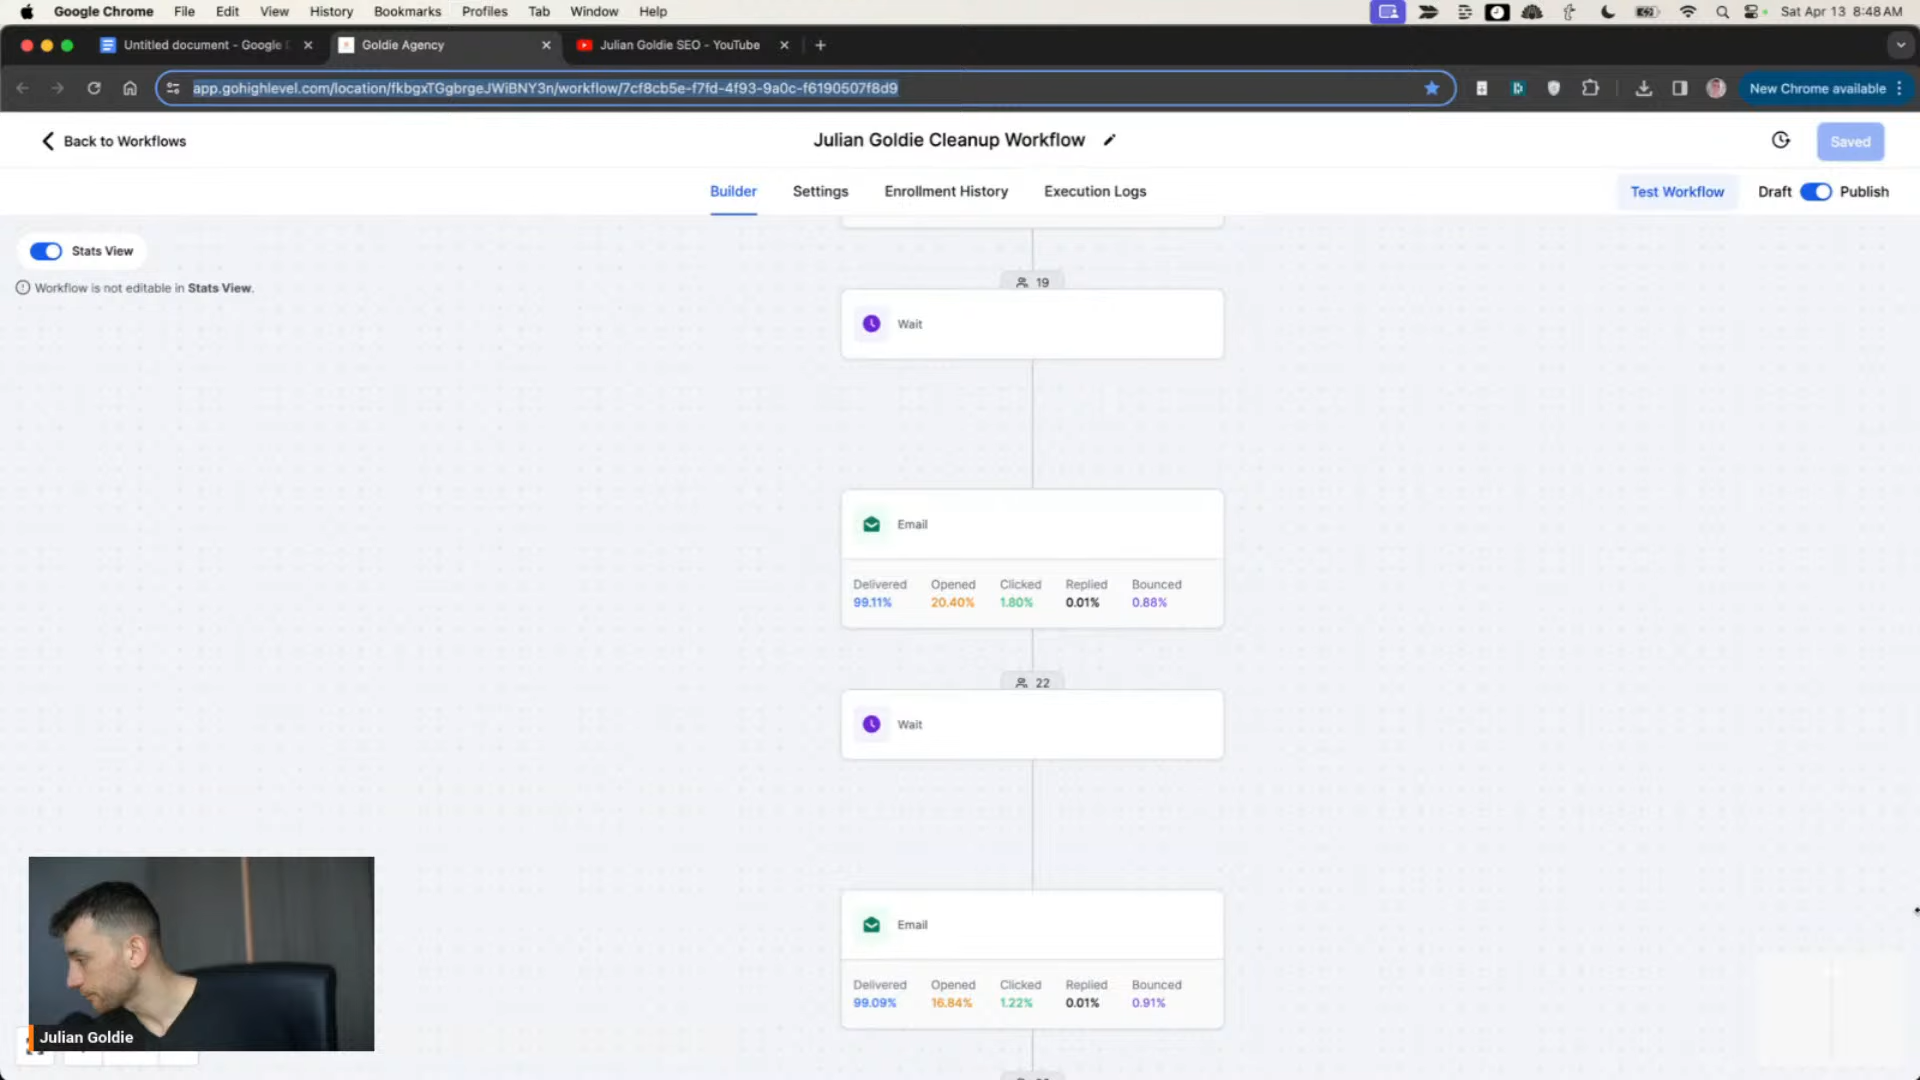 Google Chrome File Edit View History Bookmarks Profiles Tab Window Help Sat Apr 13 8:48 AM
Untitled document - Google Goldie Agency Julian Goldie SEO - YouTube
app.gohighlevel.com/location/fkbgxTGgbrgeJWiBNY3n/workflow/7cf8cb5e-f7fd-4f93-9a0c-f6190507f8d9 New Chrome available
Back to Workflows Julian Goldie Cleanup Workflow Saved
Builder Settings Enrollment History Execution Logs Test Workflow Draft Publish
Stats View
Workflow is not editable in Stats View.
19
Wait
Email
Delivered Opened Clicked Replied Bounced
99.11% 20.40% 1.80% 0.01% 0.88%
22
Wait
Email
Delivered Opened Clicked Replied Bounced
99.09% 16.84% 1.22% 0.01% 0.91%
Julian Goldie